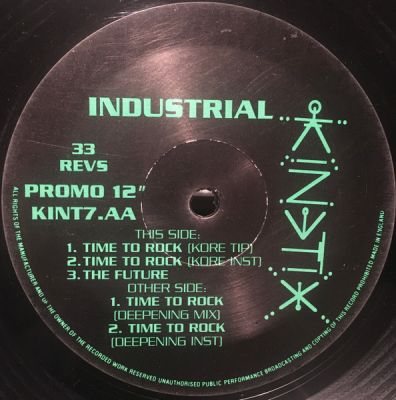 INDUSTRIAL
33
REVS
PROMO 12"
KINT7.AA
THIS SIDE:
1. TIME TO ROCK (KORE TIP)
2. TIME TO ROCK (KORE INST)
3. THE FUTURE
OTHER SIDE:
1. TIME TO ROCK
(DEEPENING MIX)
2. TIME TO ROCK
(DEEPENING INST)
KINETIK
ALL RIGHTS OF THE MANUFACTURER AND OF THE OWNER OF THE RECORDED WORK RESERVED UNAUTHORISED PUBLIC PERFORMANCE BROADCASTING AND COPYING OF THIS RECORD PROHIBITED MADE IN ENGLAND